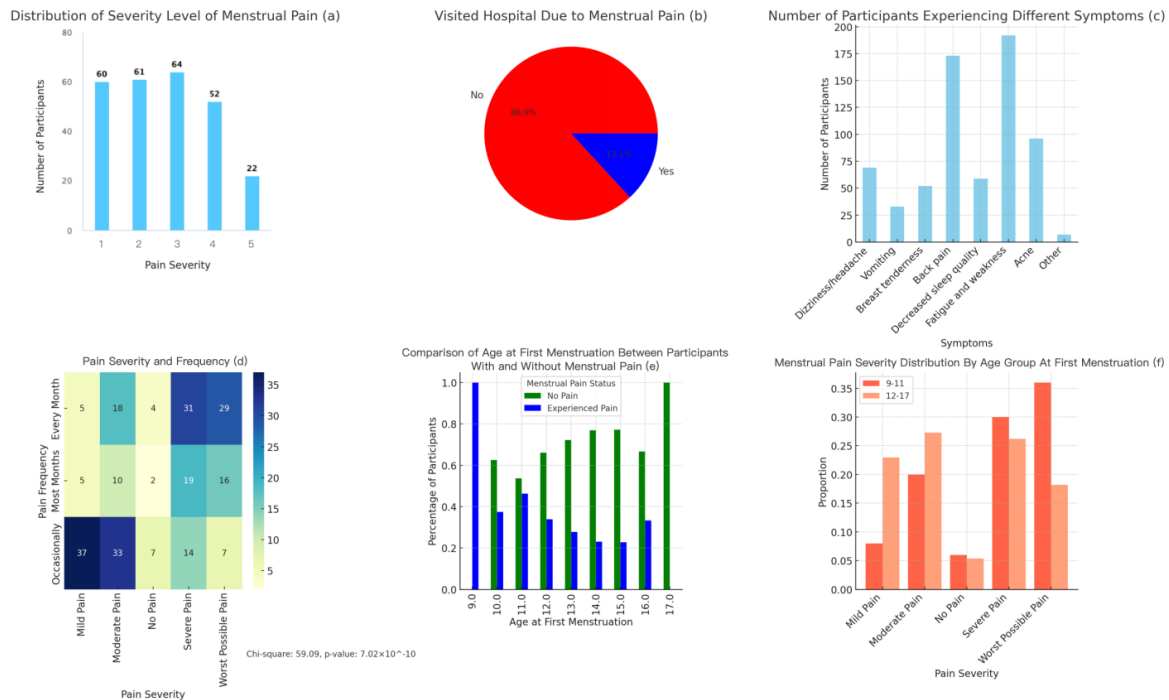 Distribution of Severity Level of Menstrual Pain (a)
80
60
40
20
0
60
61
64
52
22
1 2 3 4 5
Number of Participants
Pain Severity
Visited Hospital Due to Menstrual Pain (b)
No
86.9%
Yes
Number of Participants Experiencing Different Symptoms (c)
200
175
150
125
100
75
50
25
0
Number of Participants
Dizziness/headache
Vomiting
Breast tenderness
Back pain
Decreased sleep quality
Fatigue and weakness
Acne
Other
Symptoms
Pain Severity and Frequency (d)
Pain Frequency
Every Month
Most Months
Occasionally
5 18 4 31 29
5 10 2 19 16
37 33 7 14 7
35
30
25
20
15
10
5
Mild Pain
Moderate Pain
No Pain
Severe Pain
Worst Possible Pain
Pain Severity
Chi-square: 59.09, p-value: 7.02×10^-10
Comparison of Age at First Menstruation Between Participants
With and Without Menstrual Pain (e)
Menstrual Pain Status
No Pain
Experienced Pain
1.0
0.8
0.6
0.4
0.2
0.0
Percentage of Participants
9.0
10.0
11.0
12.0
13.0
14.0
15.0
16.0
17.0
Age at First Menstruation
Menstrual Pain Severity Distribution By Age Group At First Menstruation (f)
9-11
12-17
0.35
0.30
0.25
0.20
0.15
0.10
0.05
0.00
Proportion
Mild Pain
Moderate Pain
No Pain
Severe Pain
Worst Possible Pain
Pain Severity